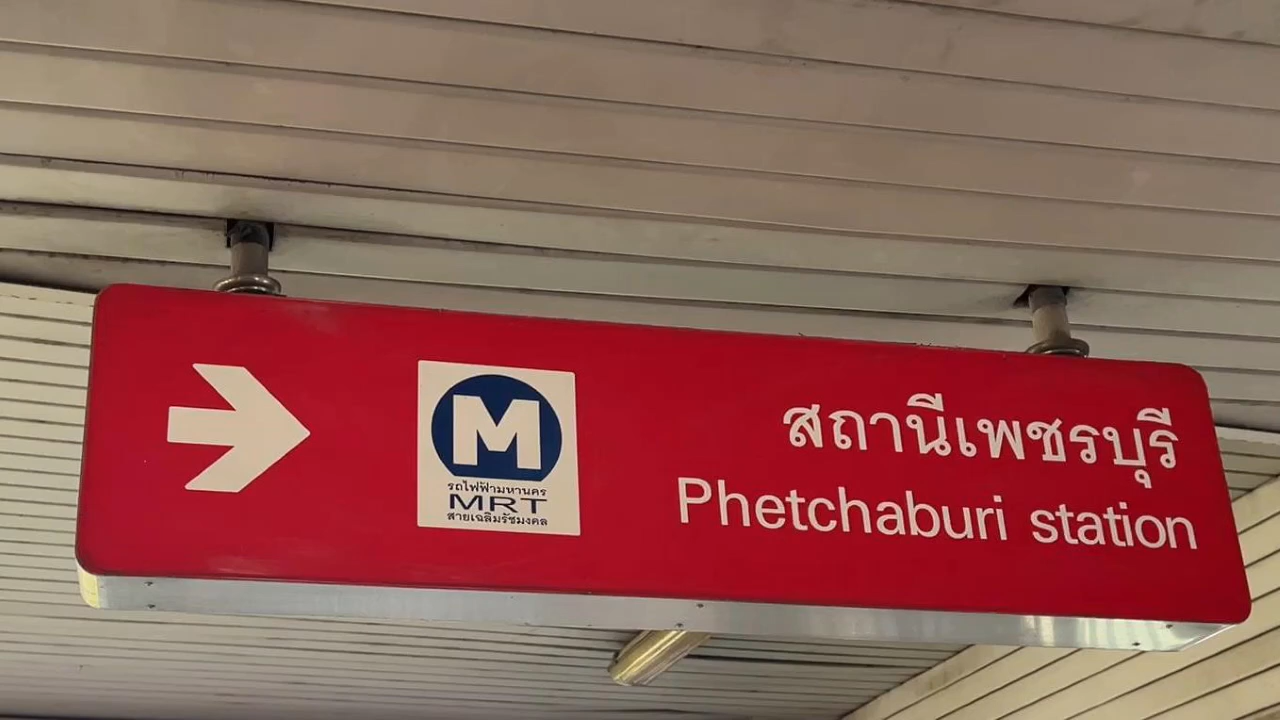 M
รถไฟฟ้ามหานคร
MRT
สายเฉลิมรัชมงคล
สถานีเพชรบุรี
Phetchaburi station